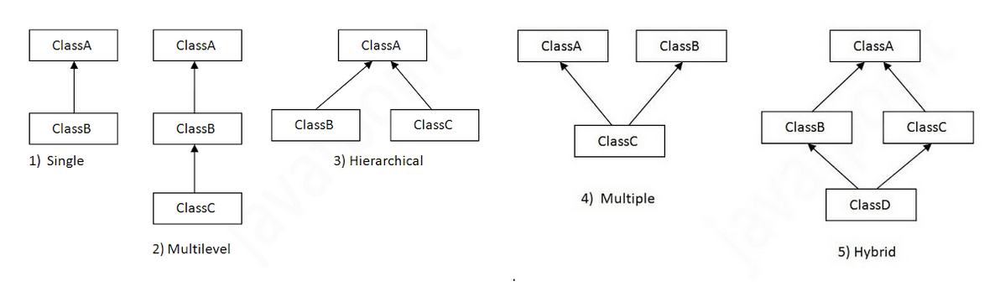 ClassA
ClassB
1) Single
ClassA
ClassB
ClassC
2) Multilevel
ClassA
ClassB
ClassC
3) Hierarchical
ClassA
ClassB
ClassC
4) Multiple
ClassA
ClassB
ClassC
ClassD
5) Hybrid